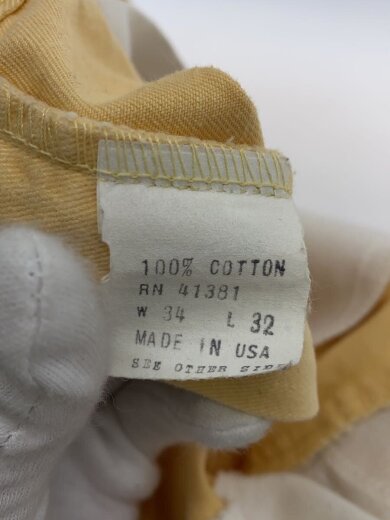 100% COTTON
RN 41381
W 34 L 32
MADE IN USA
SEE OTHER SIDE